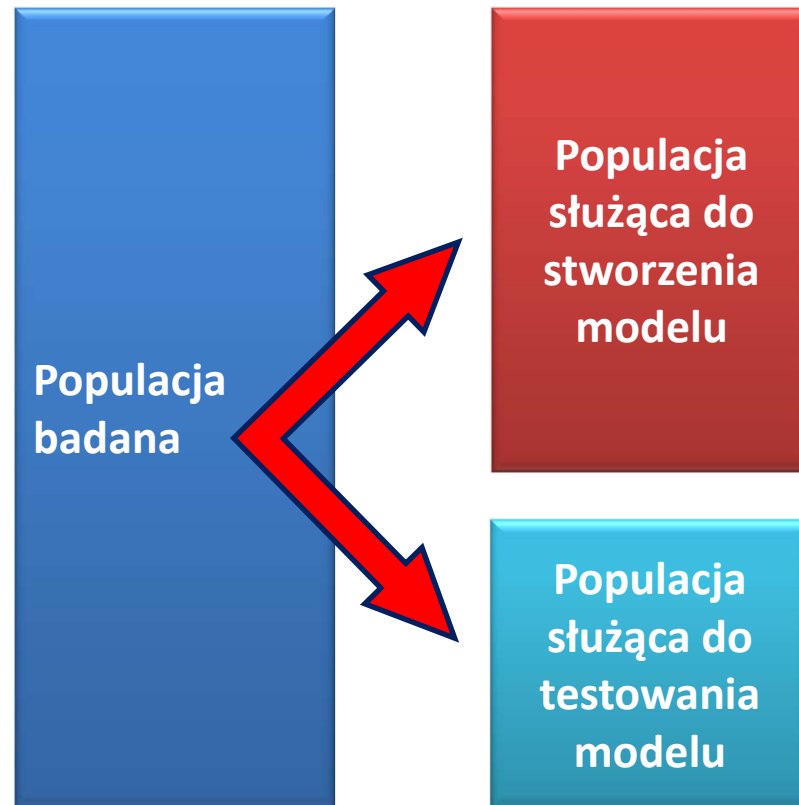 Populacja
badana
Populacja
służąca do
stworzenia
modelu
Populacja
służąca do
testowania
modelu